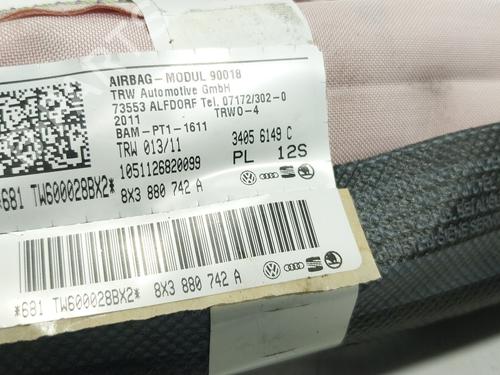 AIRBAG-MODUL 90018
TRW Automotive GmbH
73553 ALFDORF Tel. 07172/302-0
2011 TRWO-4
BAM-PT1-1611
TRW 013/11 3405 6149 C
1051126820099 PL 12S
*681 TW600028BX2* 8X3 880 742 A
*681 TW600028BX2* 8X3 880 742 A